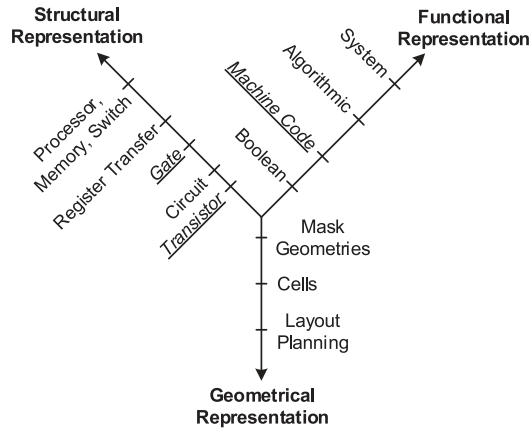 Structural
Representation
Functional
Representation
Processor,
Memory, Switch
Register Transfer
Gate
Circuit
Transistor
System
Algorithmic
Machine Code
Boolean
Mask
Geometries
Cells
Layout
Planning
Geometrical
Representation